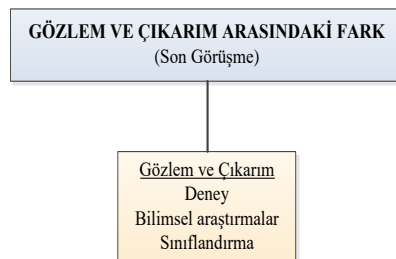 GÖZLEM VE ÇIKARIM ARASINDAKİ FARK
(Son Görüşme)
Gözlem ve Çıkarım
Deney
Bilimsel araştırmalar
Sınıflandırma